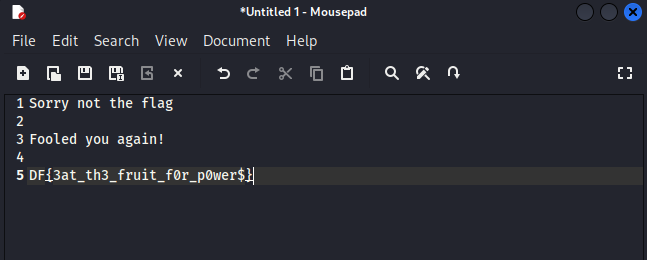 *Untitled 1 - Mousepad
File Edit Search View Document Help
1 Sorry not the flag
2
3 Fooled you again!
4
5 DF{3at_th3_fruit_f0r_p0wer$}